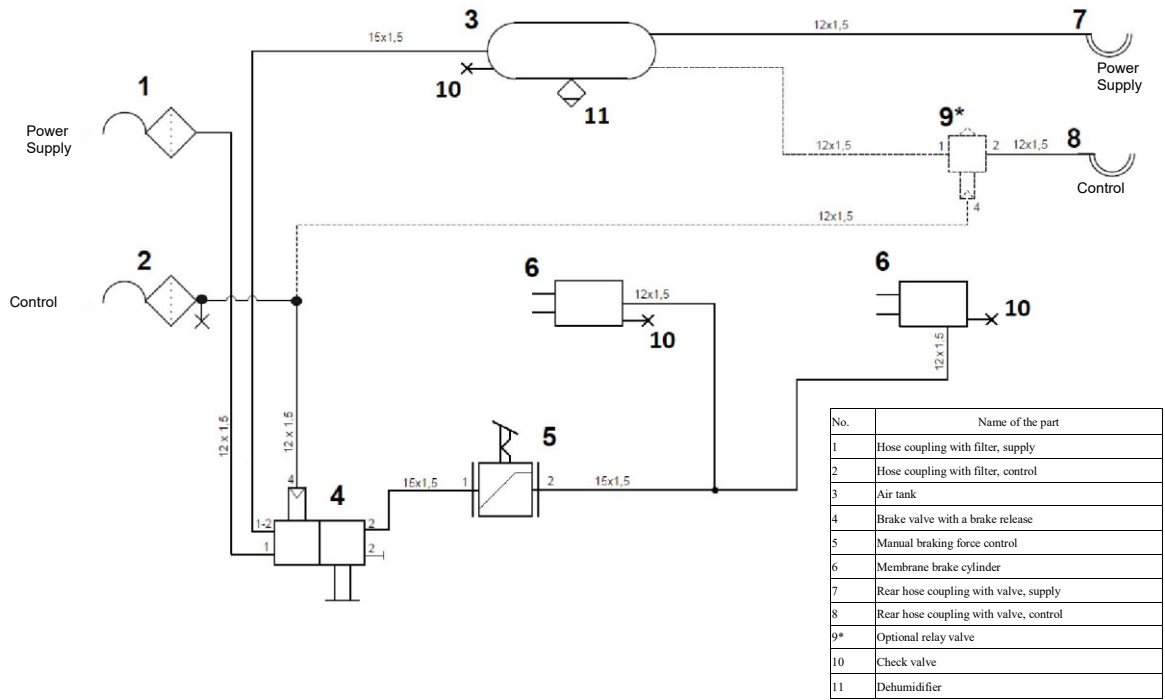 3
15x1,5
12x1,5
7
Power
Supply
10
11
1
Power
Supply
9*
1
12x1,5
2
12x1,5
8
Control
4
12x1,5
2
Control
6
12x1,5
10
6
10
12 x 1.5
12 x 1.5
12 x 1.5
4
4
1-2
1
2
2
15x1,5
1
5
2
15x1,5
No. Name of the part
1 Hose coupling with filter, supply
2 Hose coupling with filter, control
3 Air tank
4 Brake valve with a brake release
5 Manual braking force control
6 Membrane brake cylinder
7 Rear hose coupling with valve, supply
8 Rear hose coupling with valve, control
9* Optional relay valve
10 Check valve
11 Dehumidifier